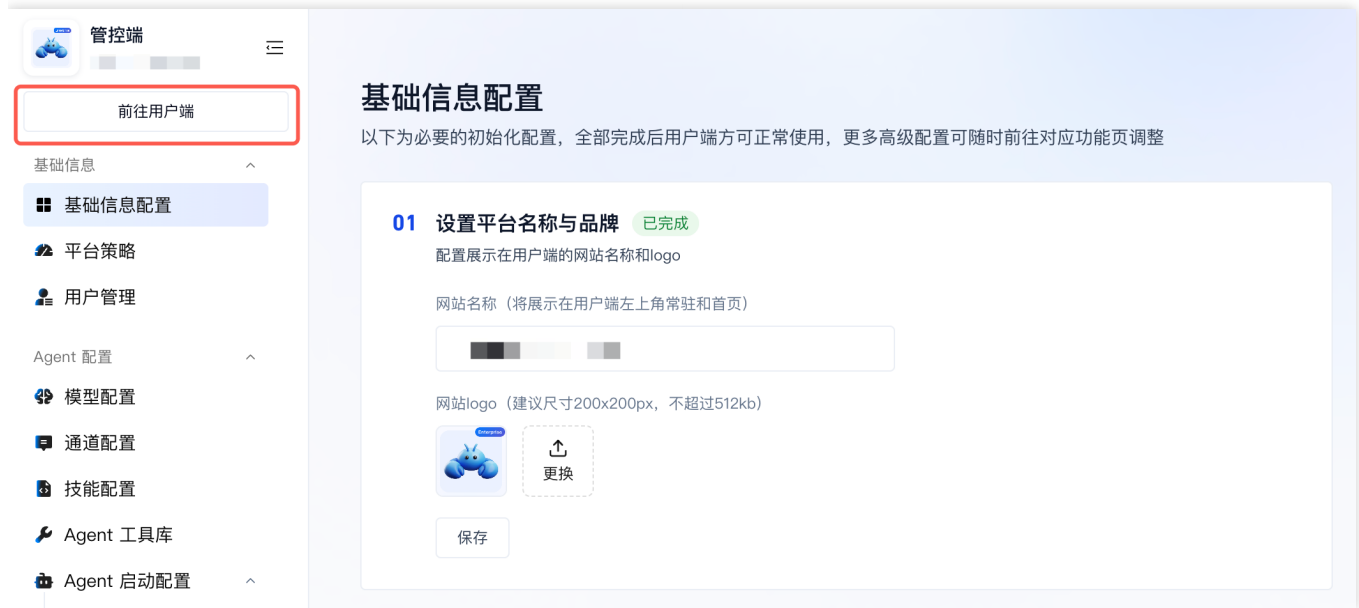 管控端
前往用户端
基础信息
基础信息配置
平台策略
用户管理
Agent 配置
模型配置
通道配置
技能配置
Agent 工具库
Agent 启动配置
基础信息配置
以下为必要的初始化配置，全部完成后用户端方可正常使用，更多高级配置可随时前往对应功能页调整
01 设置平台名称与品牌 已完成
配置展示在用户端的网站名称和logo
网站名称（将展示在用户端左上角常驻和首页）
网站logo（建议尺寸200x200px，不超过512kb）
Enterprise
更换
保存